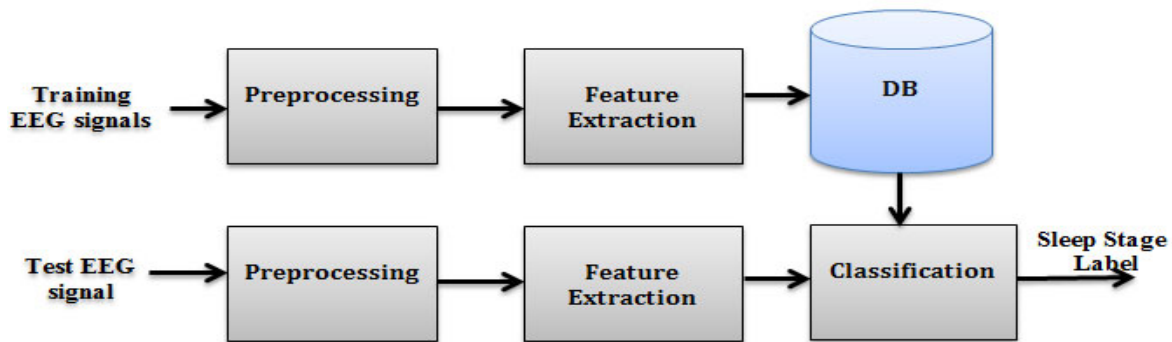 Training
EEG signals
Preprocessing
Feature
Extraction
DB
Test EEG
signal
Preprocessing
Feature
Extraction
Classification
Sleep Stage
Label